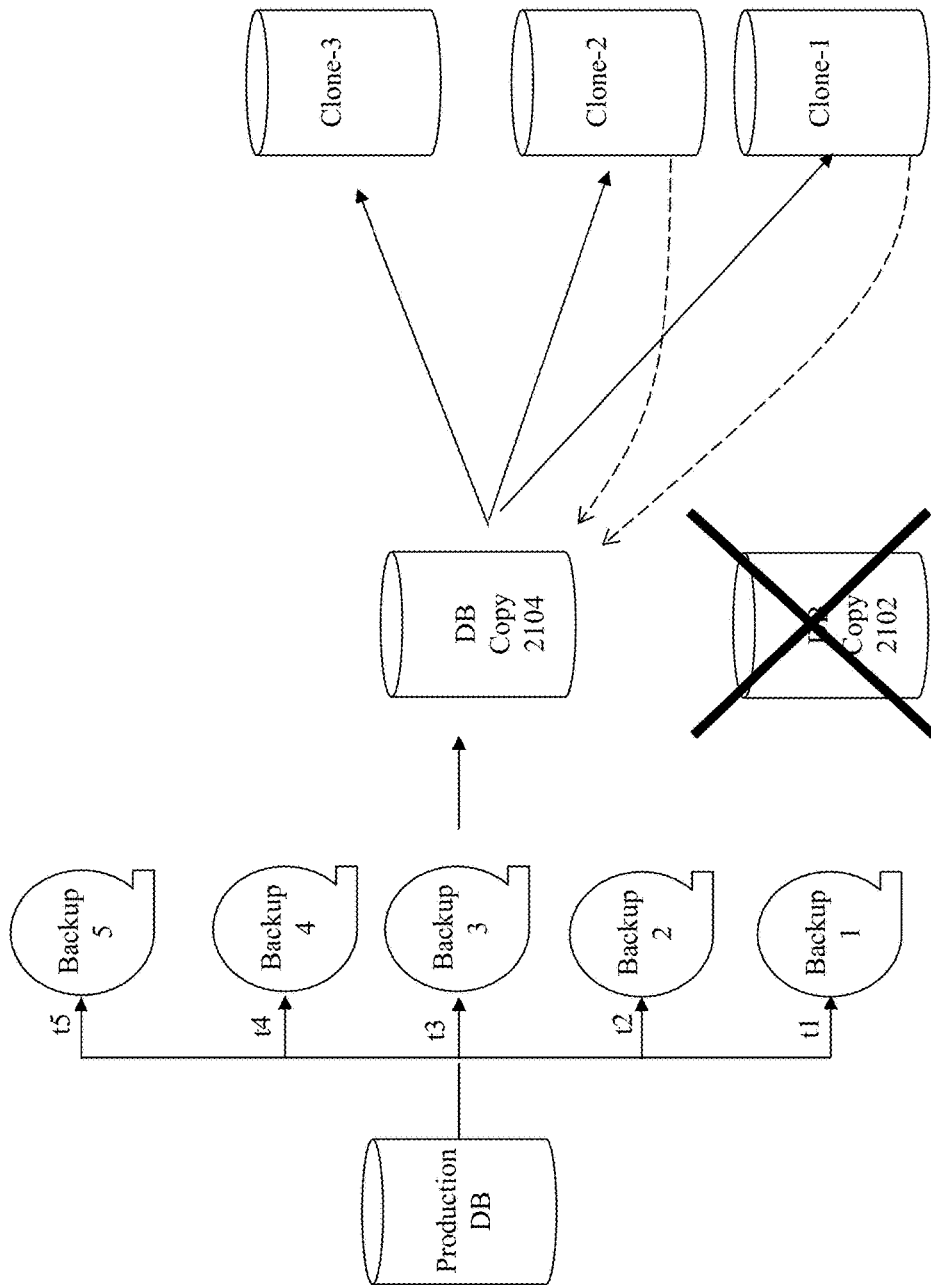 Production
DB
t5
Backup
5
t4
Backup
4
t3
Backup
3
t2
Backup
2
t1
Backup
1
DB
Copy
2104
Copy
2102
Clone-3
Clone-2
Clone-1